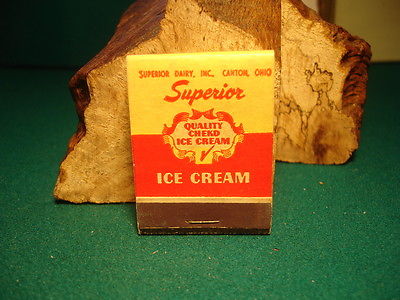 SUPERIOR DAIRY, INC., CANTON, OHIO
Superior
QUALITY
CHEKD
ICE CREAM
ICE CREAM